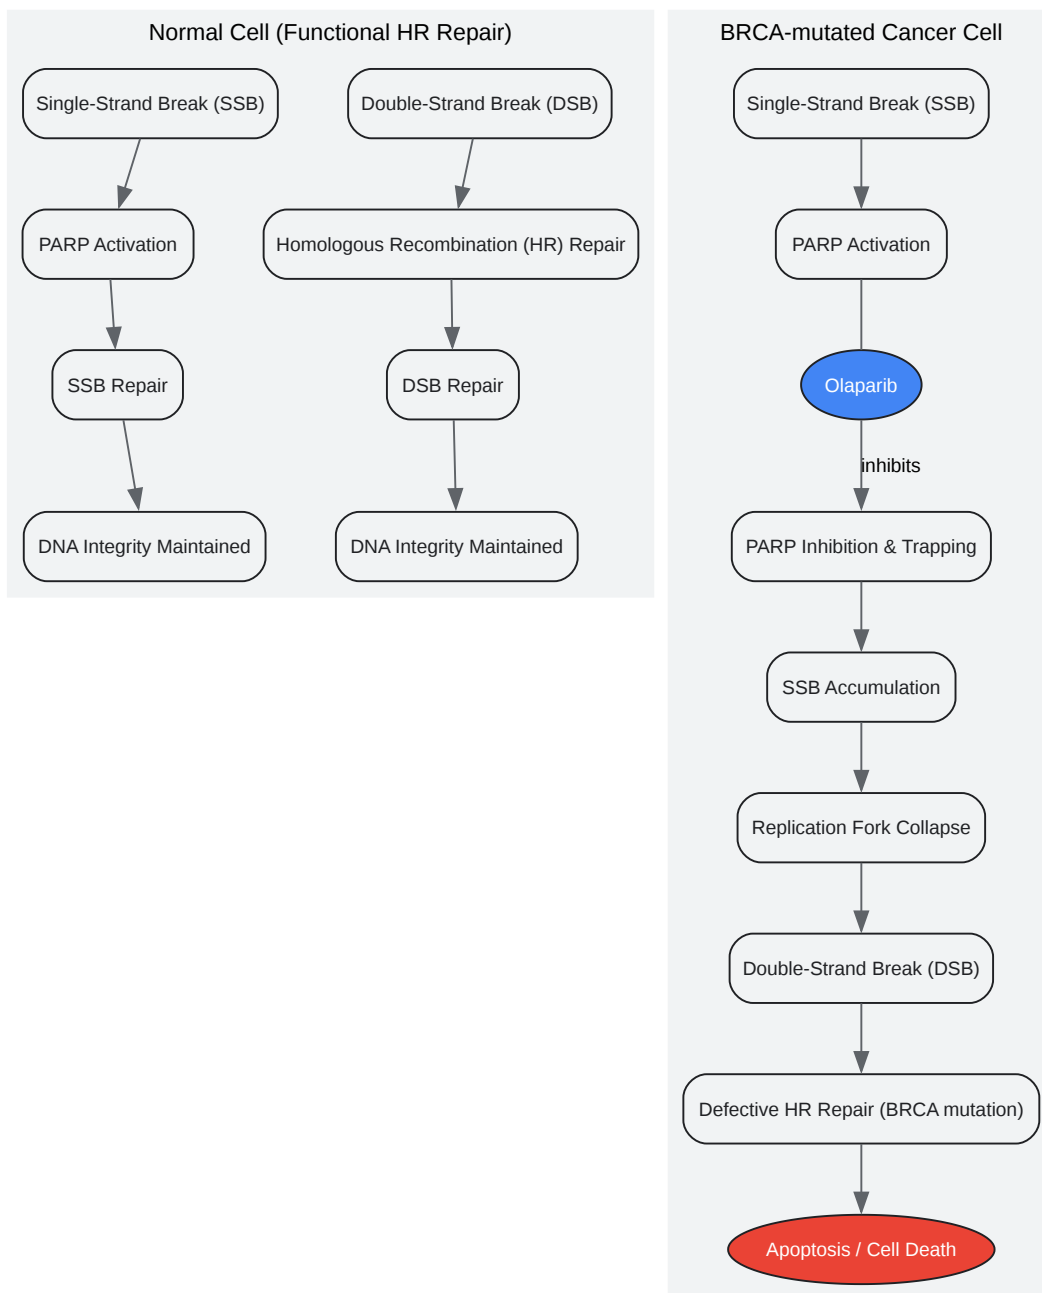 Normal Cell (Functional HR Repair)
Single-Strand Break (SSB)
PARP Activation
SSB Repair
DNA Integrity Maintained
Double-Strand Break (DSB)
Homologous Recombination (HR) Repair
DSB Repair
DNA Integrity Maintained
BRCA-mutated Cancer Cell
Single-Strand Break (SSB)
PARP Activation
Olaparib
inhibits
PARP Inhibition & Trapping
SSB Accumulation
Replication Fork Collapse
Double-Strand Break (DSB)
Defective HR Repair (BRCA mutation)
Apoptosis / Cell Death